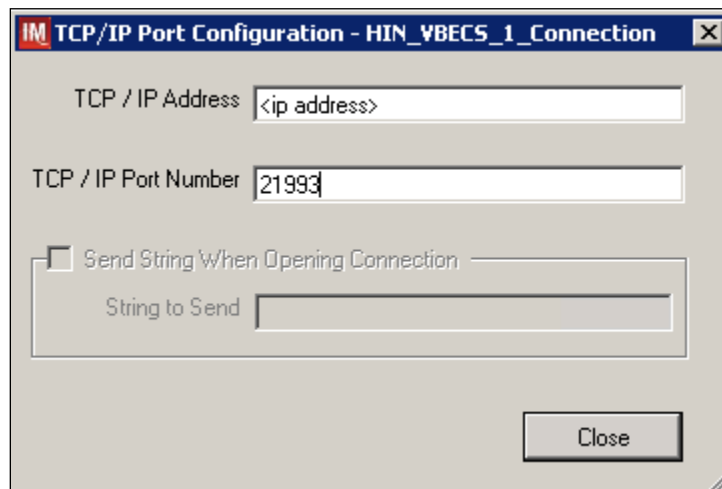 IM TCP/IP Port Configuration - HIN_VBECS_1_Connection
TCP / IP Address <ip address>
TCP / IP Port Number 21993
Send String When Opening Connection
String to Send
Close